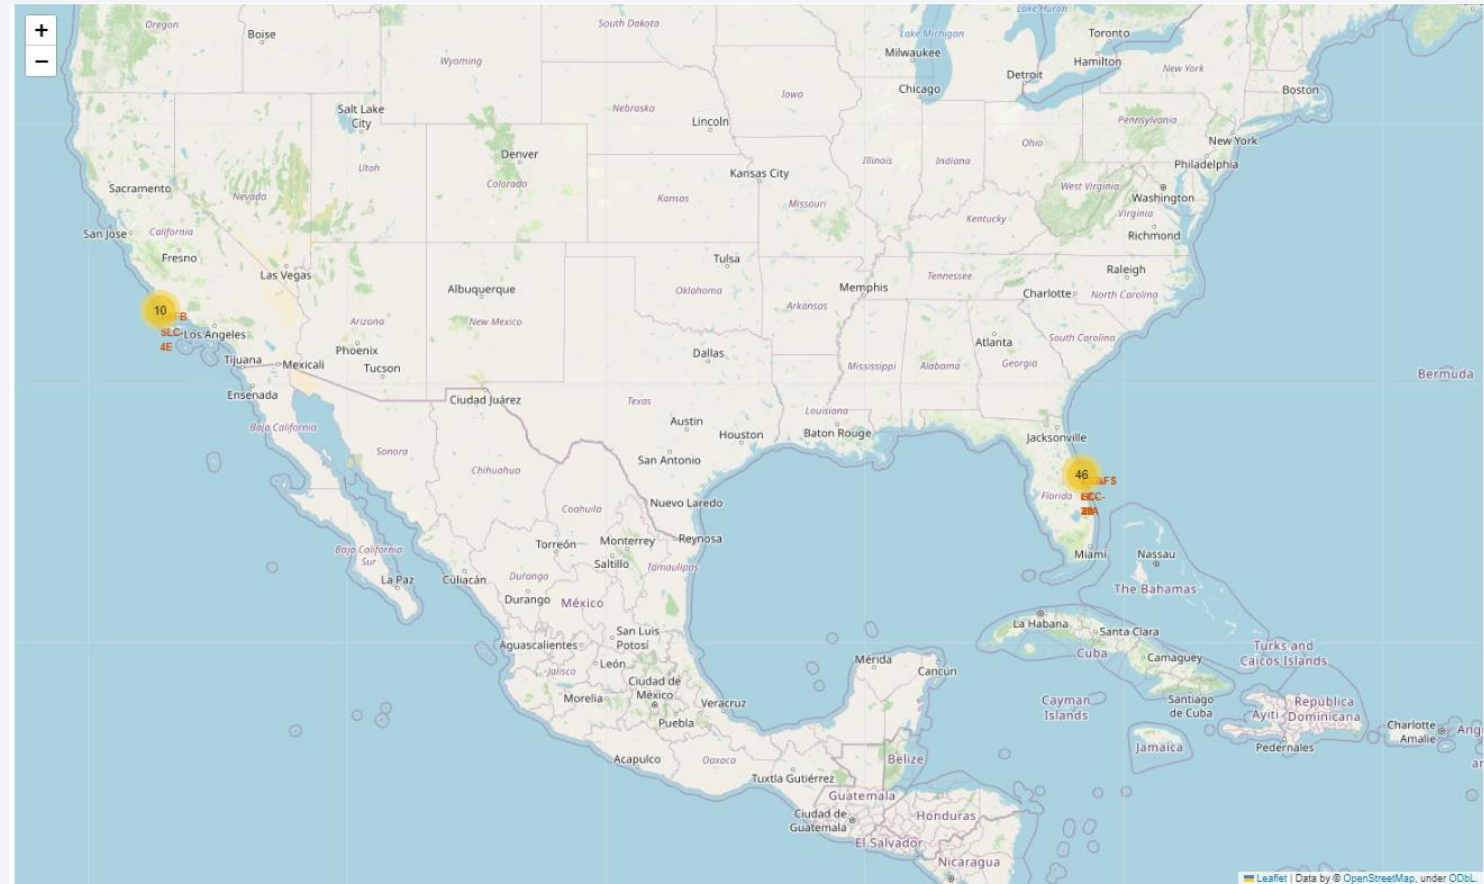 +
−
Oregon
Boise
South Dakota
Lake Huron
Toronto
Lake Michigan
Milwaukee
Hamilton
Wyoming
Detroit
New York
Chicago
Boston
Iowa
Nebraska
Salt Lake
City
Lincoln
Pennsylvania
New York
Ohio
Denver
Utah
Illinois
Indiana
Philadelphia
Kansas City
Colorado
Sacramento
Nevada
Kansas
Missouri
West Virginia
Washington
Virginia
Kentucky
San Jose
California
Richmond
Fresno
Tulsa
Las Vegas
Raleigh
Tennessee
Albuquerque
Oklahoma
Memphis
Charlotte
North Carolina
Arkansas
10
AFB
SLC-
4E
Los Angeles
Arizona
New Mexico
Phoenix
Atlanta
South Carolina
Tijuana
Mexicali
Tucson
Dallas
Mississippi
Alabama
Georgia
Bermuda
Ensenada
Ciudad Juárez
Texas
Louisiana
Austin
Baja California
Houston
Baton Rouge
Jacksonville
Sonora
San Antonio
Chihuahua
46
AFS
Florida
Nuevo Laredo
Coahuila
Torreón
Monterrey
Reynosa
Baja California
Sur
Saltillo
Tamaulipas
Miami
Nassau
La Paz
Culiacán
Durango
The Bahamas
Durango
México
La Habana
Santa Clara
San Luis
Potosí
Aguascalientes
Cuba
Camagüey
Turks and
Caicos Islands
León
Jalisco
Mérida
Cancún
Ciudad de
México
Morelia
Veracruz
Cayman
Islands
Santiago
de Cuba
República
Dominicana
Ayiti
Puebla
Charlotte
Amalie
Jamaica
Pedernales
Acapulco
Oaxaca
Belize
Tuxtla Gutiérrez
Guatemala
Ciudad de
Guatemala
Honduras
El Salvador
Nicaragua
Leaflet | Data by © OpenStreetMap, under ODbL.